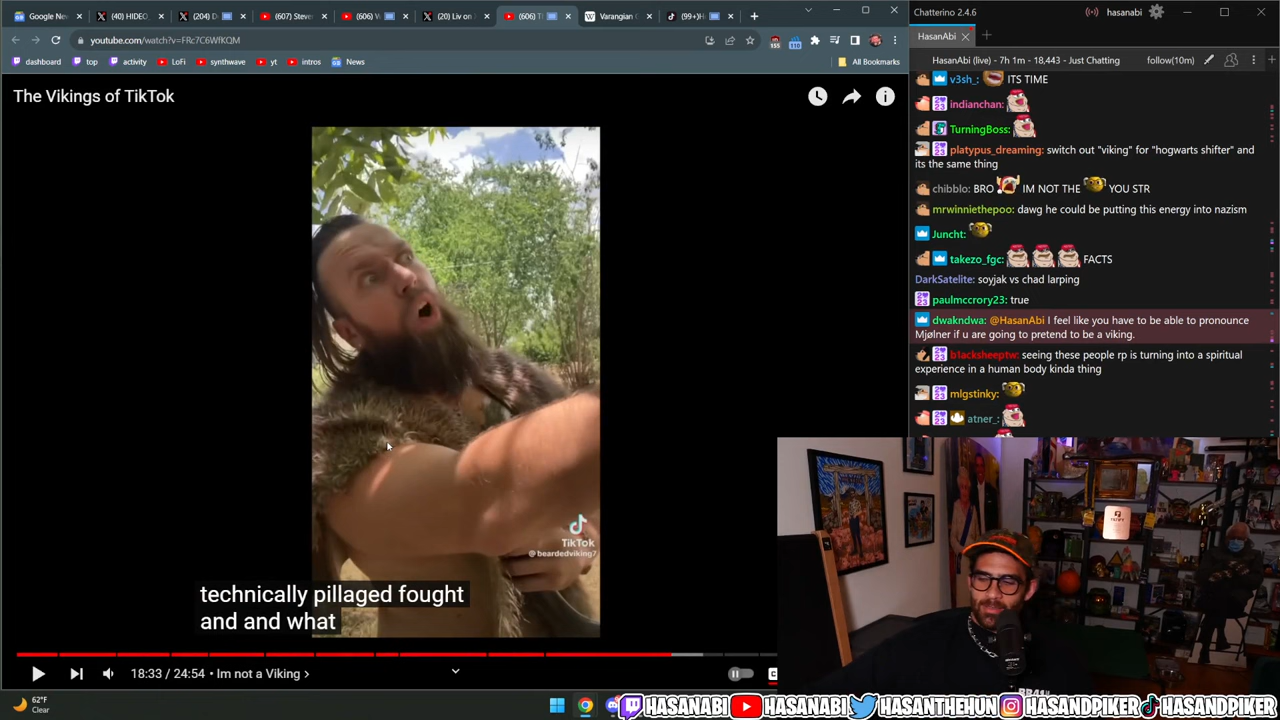 Google New
(40) HIDEO
(204) (
(607) Stever
(606) V
(20) Liv on
(606) T
Varangian G
(99+)H
youtube.com/watch?v=FRc7C6WfKQM
155
110
dashboard
top
activity
LoFi
synthwave
yt
intros
News
All Bookmarks
The Vikings of TikTok
TikTok
@beardedviking7
technically pillaged fought
and and what
18:33 / 24:54 • Im not a Viking >
62°F
Clear
Chatterino 2.4.6
hasanabi
HasanAbi
HasanAbi (live) - 7h 1m - 18,443 - Just Chatting
follow(10m)
v3sh_: ITS TIME
indianchan:
TurningBoss:
platypus_dreaming: switch out "viking" for "hogwarts shifter" and
its the same thing
chibblo: BRO IM NOT THE YOU STR
mrwinniethepoo: dawg he could be putting this energy into nazism
Juncht:
takezo_fgc: FACTS
DarkSatelite: soyjak vs chad larping
paulmccrory23: true
dwakndwa: @HasanAbi I feel like you have to be able to pronounce
Mjølner if u are going to pretend to be a viking.
b1acksheeptw: seeing these people rp is turning into a spiritual
experience in a human body kinda thing
mlgstinky:
atner_:
HASANABI HASANABI HASANTHEHUN HASANDPIKER HASANDPIKER